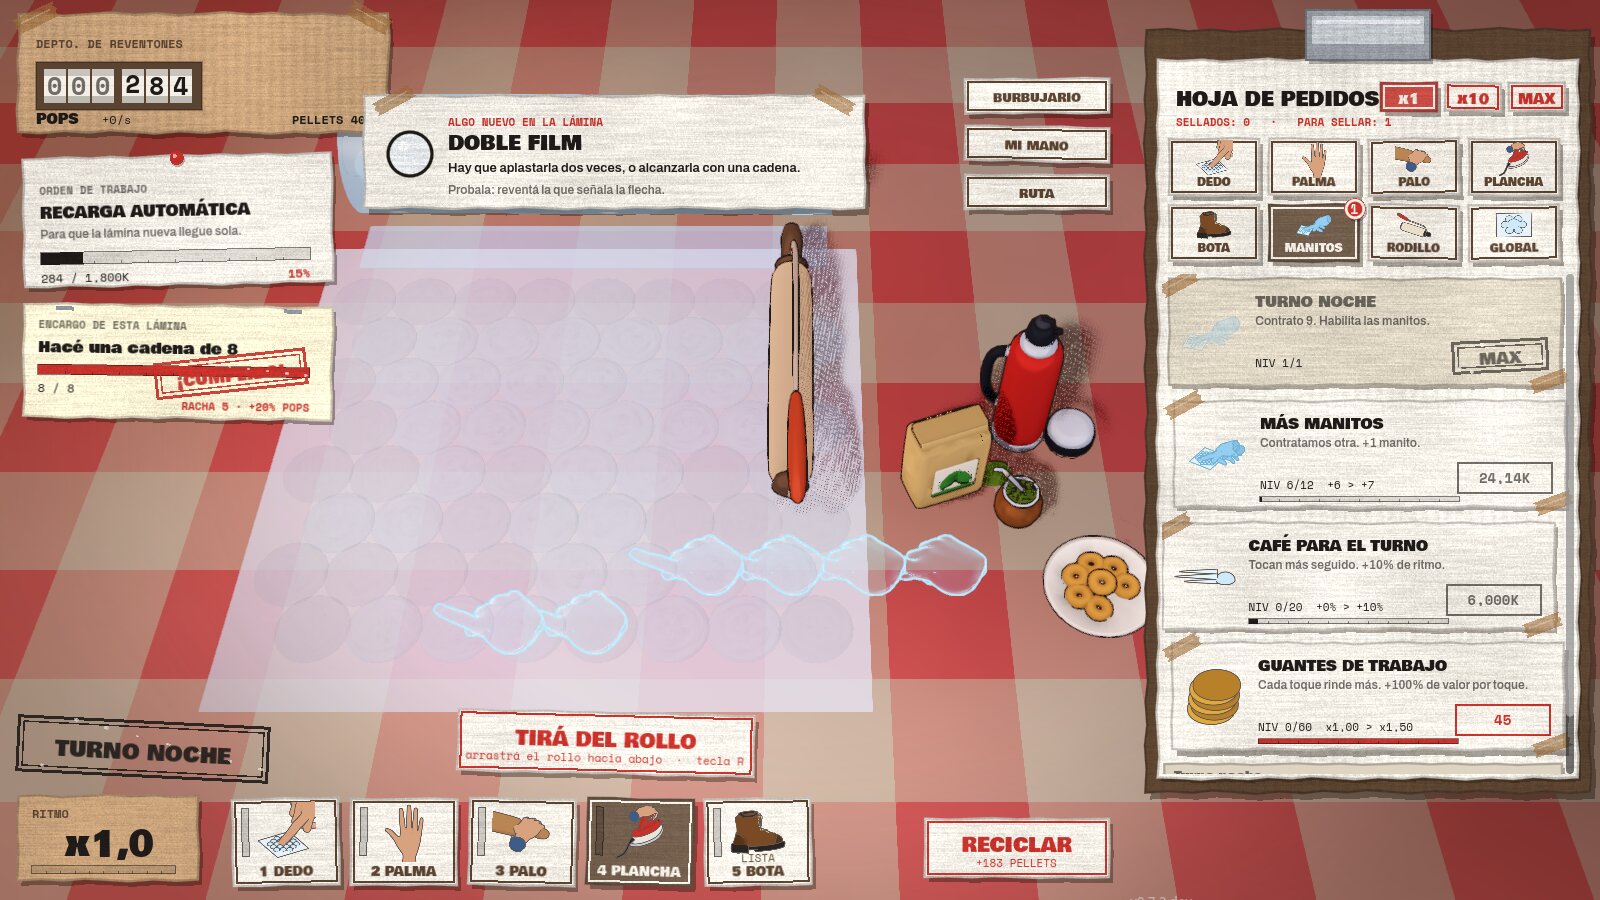 DEPTO. DE REVENTONES
000284
POPS +0/s PELLETS 40
ORDEN DE TRABAJO
RECARGA AUTOMÁTICA
Para que la lámina nueva llegue sola.
284 / 1.800K 15%
ENCARGO DE ESTA LÁMINA
Hacé una cadena de 8
8 / 8
RACHA 5 · +20% POPS
ALGO NUEVO EN LA LÁMINA
DOBLE FILM
Hay que aplastarla dos veces, o alcanzarla con una cadena.
Probala: reventá la que señala la flecha.
BURBUJARIO
MI MANO
RUTA
HOJA DE PEDIDOS x1 x10 MAX
SELLADOS: 0 · PARA SELLAR: 1
DEDO PALMA PALO PLANCHA
1
BOTA MANITOS RODILLO GLOBAL
TURNO NOCHE
Contrato 9. Habilita las manitos.
NIV 1/1 MAX
MÁS MANITOS
Contratamos otra. +1 manito.
NIV 6/12 +6 > +7 24,14K
CAFÉ PARA EL TURNO
Tocan más seguido. +10% de ritmo.
NIV 0/20 +0% > +10% 6,000K
GUANTES DE TRABAJO
Cada toque rinde más. +100% de valor por toque.
NIV 0/60 x1,00 > x1,50 45
TURNO NOCHE
TIRÁ DEL ROLLO
arrastrá el rollo hacia abajo · tecla R
RITMO
x1,0
1 DEDO
2 PALMA
3 PALO
4 PLANCHA
LISTA
5 BOTA
RECICLAR
+183 PELLETS